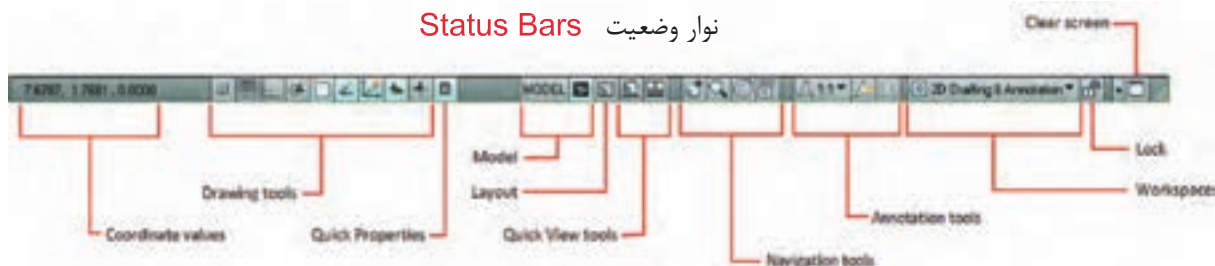 نوار وضعیت Status Bars
Clear screen
7.6787, 1.7681, 0.0000 MODEL 1:1 2D Drafting & Annotation
Model
Lock
Drawing tools
Layout
Workspaces
Annotation tools
Coordinate values
Quick Properties
Quick View tools
Navigation tools